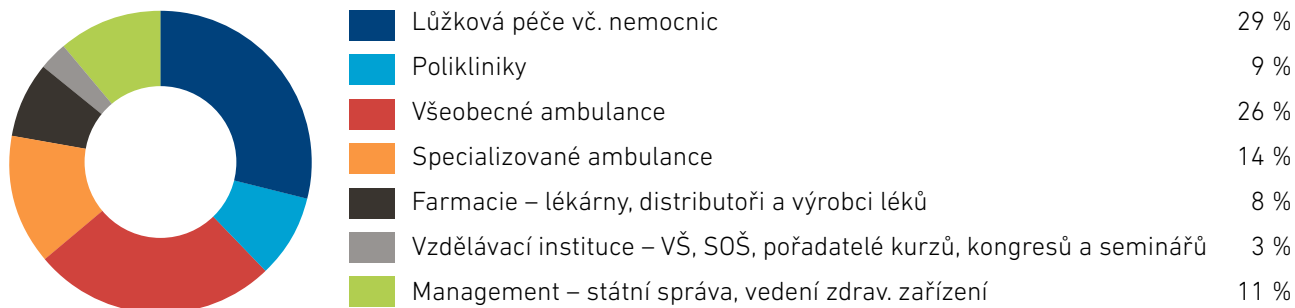 Lůžková péče vč. nemocnic 29 %
Polikliniky 9 %
Všeobecné ambulance 26 %
Specializované ambulance 14 %
Farmacie – lékárny, distributoři a výrobci léků 8 %
Vzdělávací instituce – VŠ, SOŠ, pořadatelé kurzů, kongresů a seminářů 3 %
Management – státní správa, vedení zdrav. zařízení 11 %